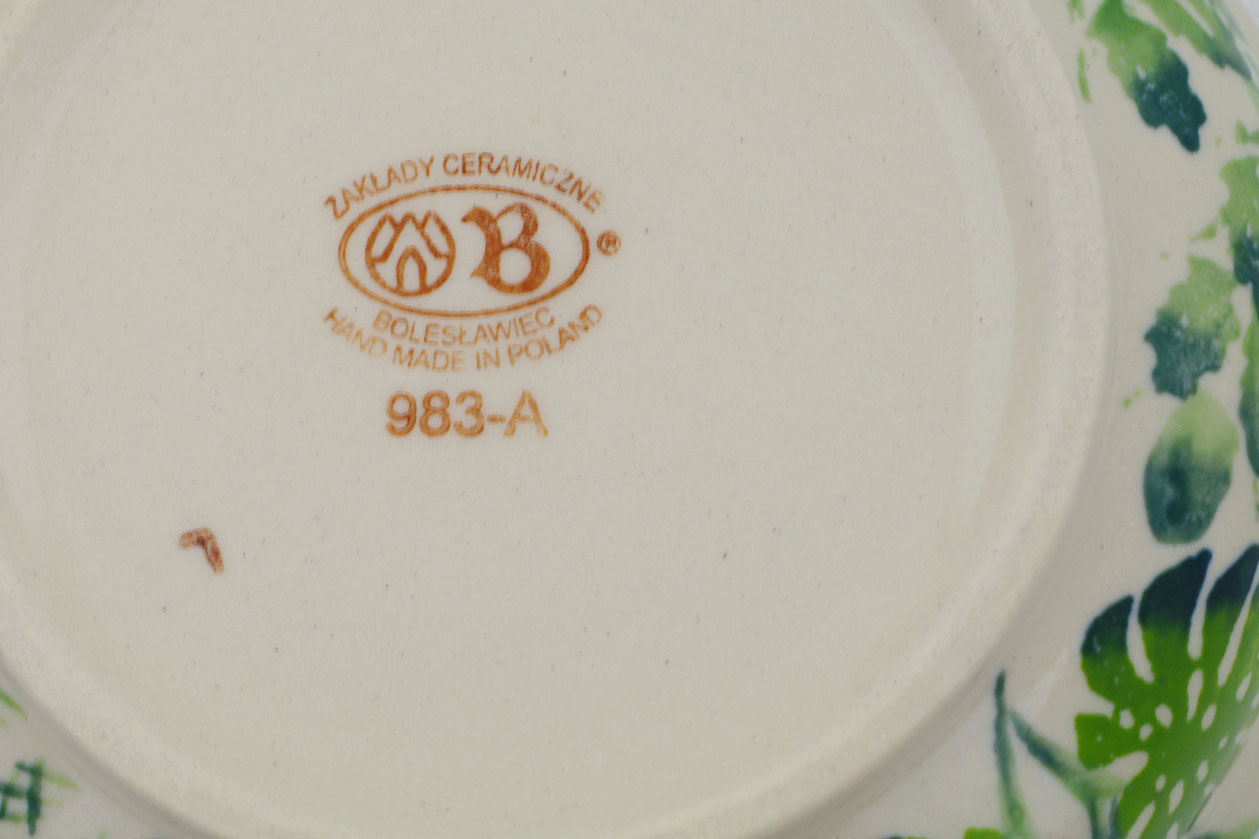 ZAKŁADY CERAMICZNE
B ®
BOLESŁAWIEC
HAND MADE IN POLAND
983-A